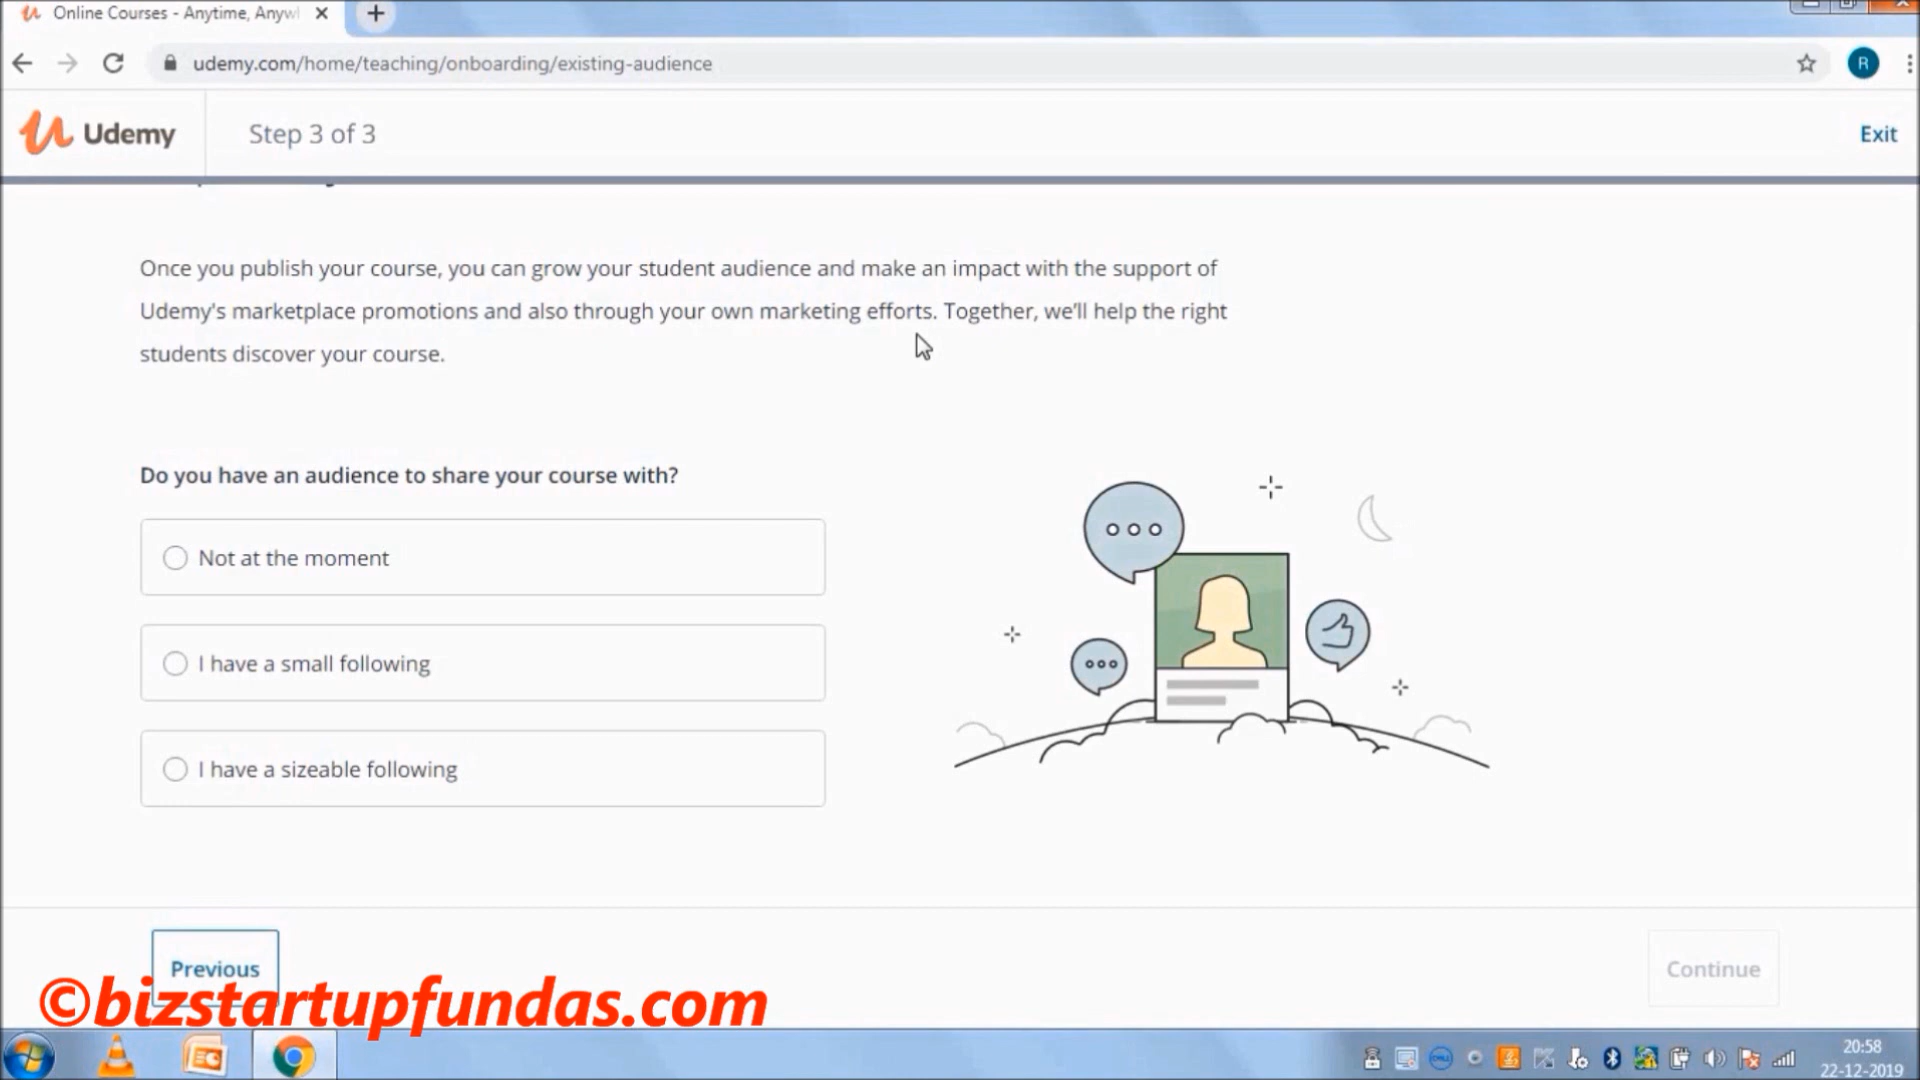 Online Courses - Anytime, Anyw
udemy.com/home/teaching/onboarding/existing-audience
R
Udemy
Step 3 of 3
Exit
Once you publish your course, you can grow your student audience and make an impact with the support of
Udemy's marketplace promotions and also through your own marketing efforts. Together, we'll help the right
students discover your course.
Do you have an audience to share your course with?
Not at the moment
I have a small following
I have a sizeable following
Previous
Continue
©bizstartupfundas.com
20:58
22-12-2019